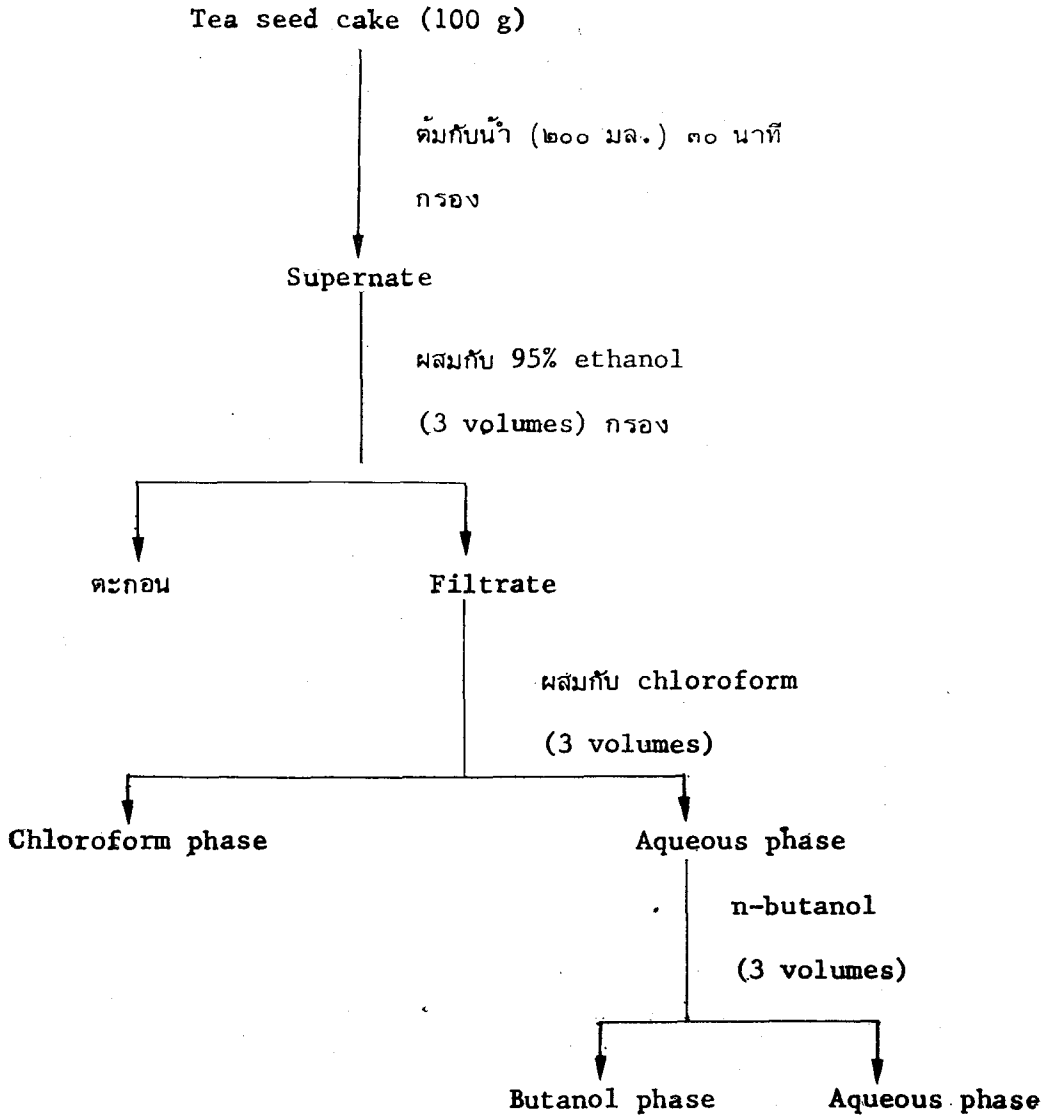 Tea seed cake (100 g)
ต้มกับน้ำ (๒๐๐ มล.) ๓๐ นาที
กรอง
Supernate
ผสมกับ 95% ethanol
(3 volumes) กรอง
ตะกอน
Filtrate
ผสมกับ chloroform
(3 volumes)
Chloroform phase
Aqueous phase
n-butanol
(3 volumes)
Butanol phase
Aqueous phase